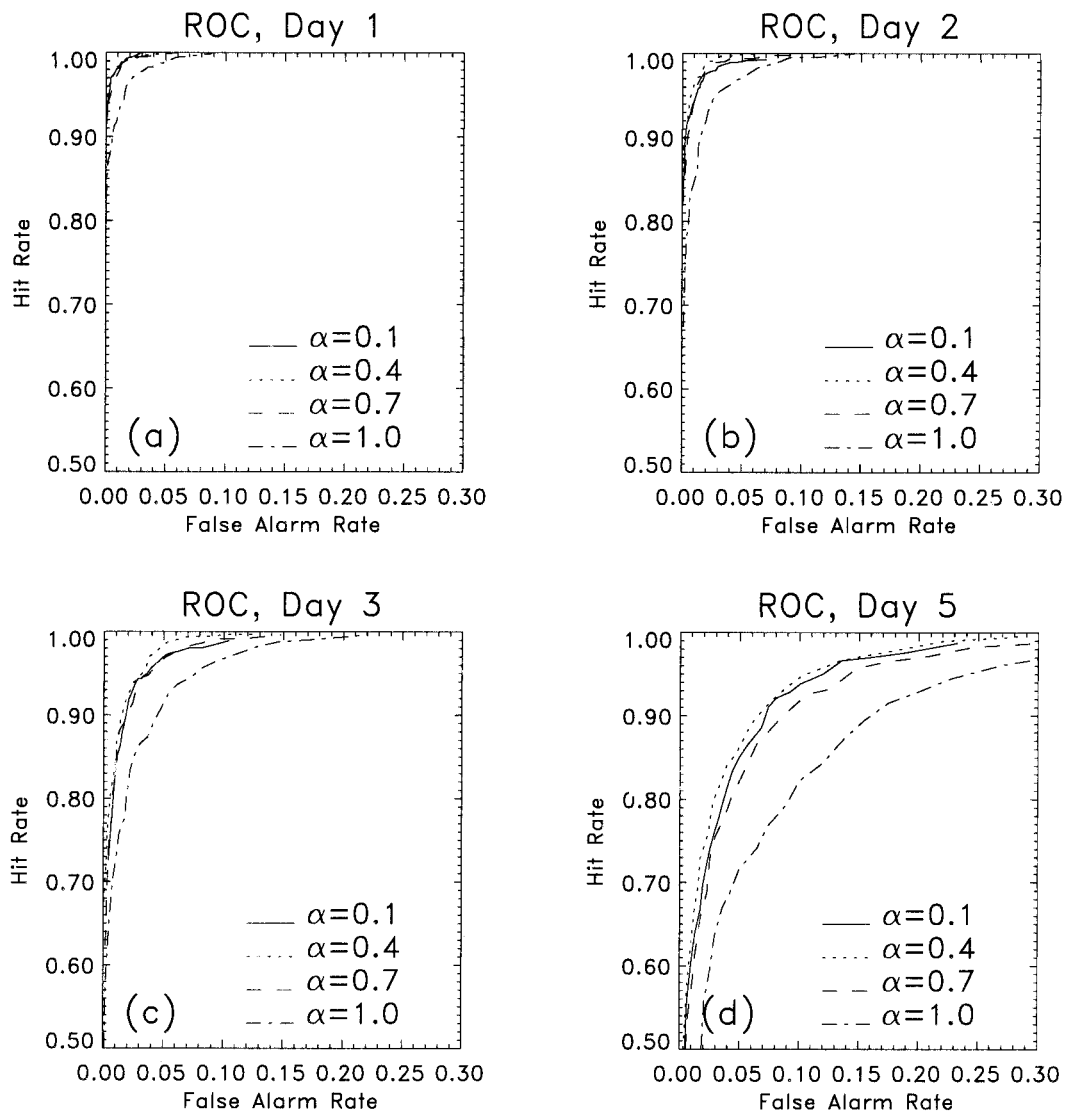 ROC, Day 1
1.00
0.90
0.80
0.70
0.60
0.50
Hit Rate
α=0.1
α=0.4
α=0.7
α=1.0
(a)
0.00 0.05 0.10 0.15 0.20 0.25 0.30
False Alarm Rate
ROC, Day 2
1.00
0.90
0.80
0.70
0.60
0.50
Hit Rate
α=0.1
α=0.4
α=0.7
α=1.0
(b)
0.00 0.05 0.10 0.15 0.20 0.25 0.30
False Alarm Rate
ROC, Day 3
1.00
0.90
0.80
0.70
0.60
0.50
Hit Rate
α=0.1
α=0.4
α=0.7
α=1.0
(c)
0.00 0.05 0.10 0.15 0.20 0.25 0.30
False Alarm Rate
ROC, Day 5
1.00
0.90
0.80
0.70
0.60
0.50
Hit Rate
α=0.1
α=0.4
α=0.7
α=1.0
(d)
0.00 0.05 0.10 0.15 0.20 0.25 0.30
False Alarm Rate